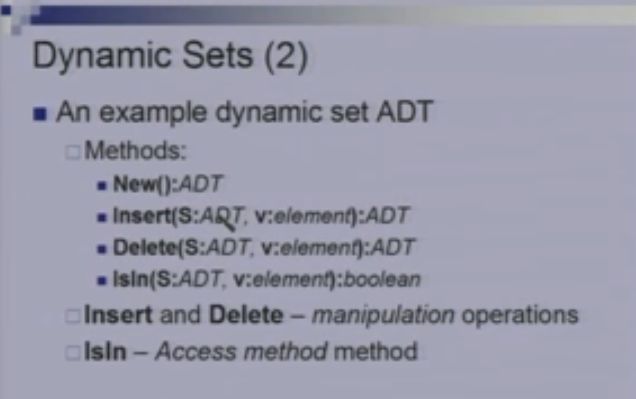 Dynamic Sets (2)
An example dynamic set ADT
Methods:
New():ADT
Insert(S:ADT, v:element):ADT
Delete(S:ADT, v:element):ADT
IsIn(S:ADT, v:element):boolean
Insert and Delete – manipulation operations
IsIn – Access method method